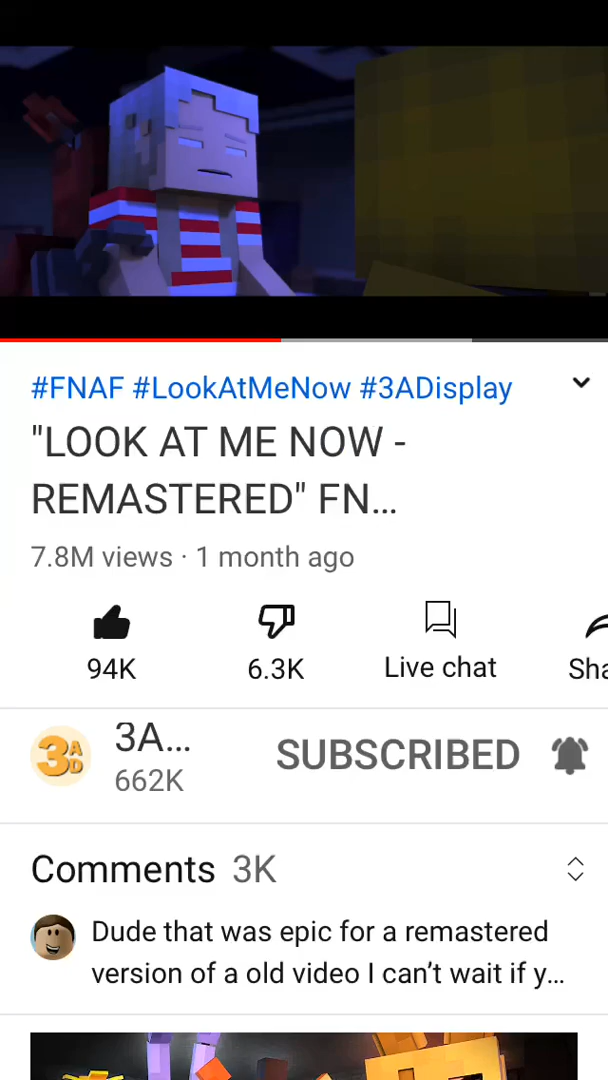 #FNAF #LookAtMeNow #3ADisplay
"LOOK AT ME NOW -
REMASTERED" FN...
7.8M views · 1 month ago
94K
6.3K
Live chat
Sha
3AD
3A...
662K
SUBSCRIBED
Comments 3K
Dude that was epic for a remastered
version of a old video I can't wait if y...